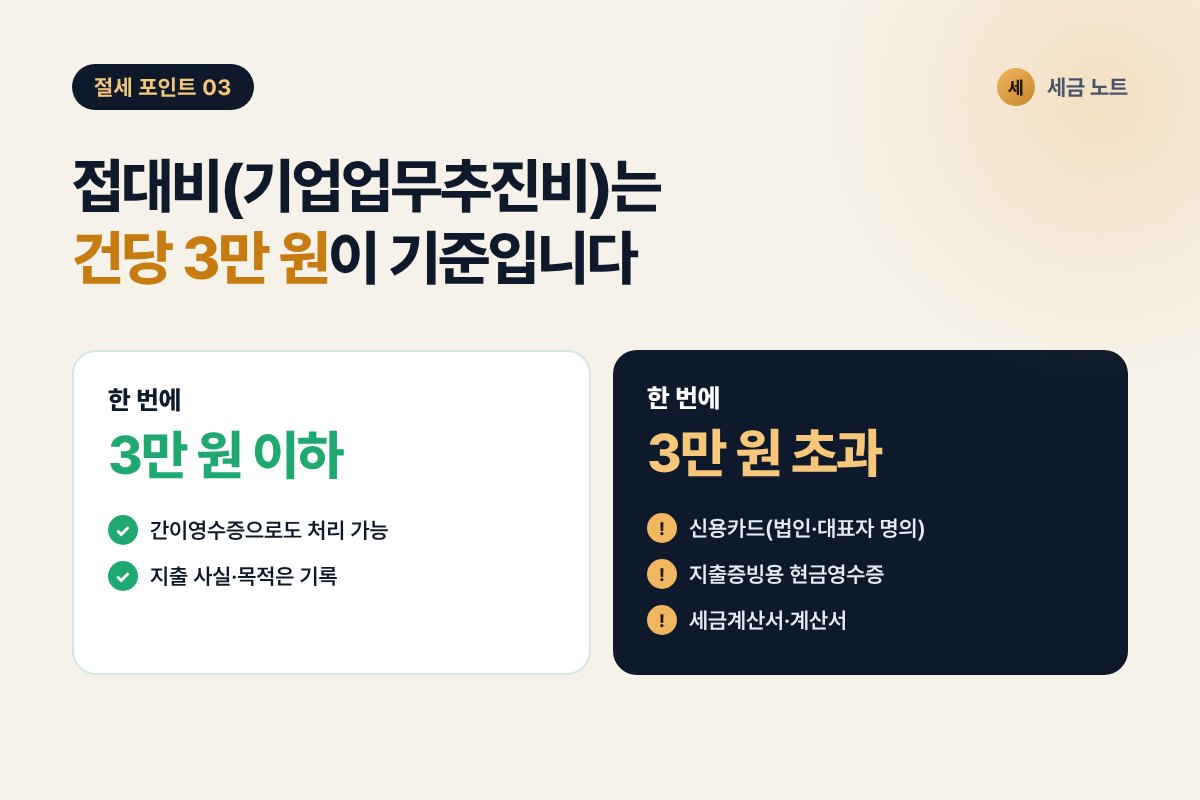 절세 포인트 03
세
세금 노트
접대비(기업업무추진비)는
건당 3만 원이 기준입니다
한 번에
3만 원 이하
간이영수증으로도 처리 가능
지출 사실·목적은 기록
한 번에
3만 원 초과
! 신용카드(법인·대표자 명의)
! 지출증빙용 현금영수증
! 세금계산서·계산서